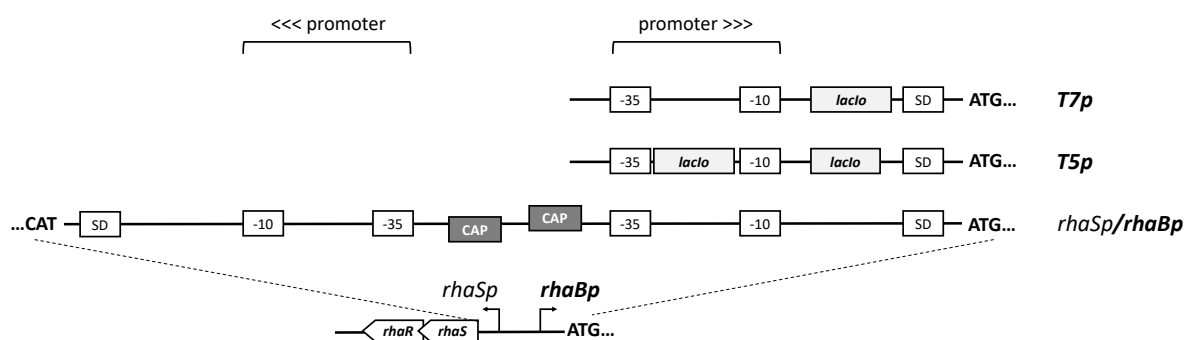 <<< promoter promoter >>>
-35 -10 lacIo SD ATG... T7p
-35 lacIo -10 lacIo SD ATG... T5p
...CAT SD -10 -35 CAP CAP -35 -10 SD ATG... rhaSp/rhaBp
rhaSp rhaBp
rhaR rhaS ATG...